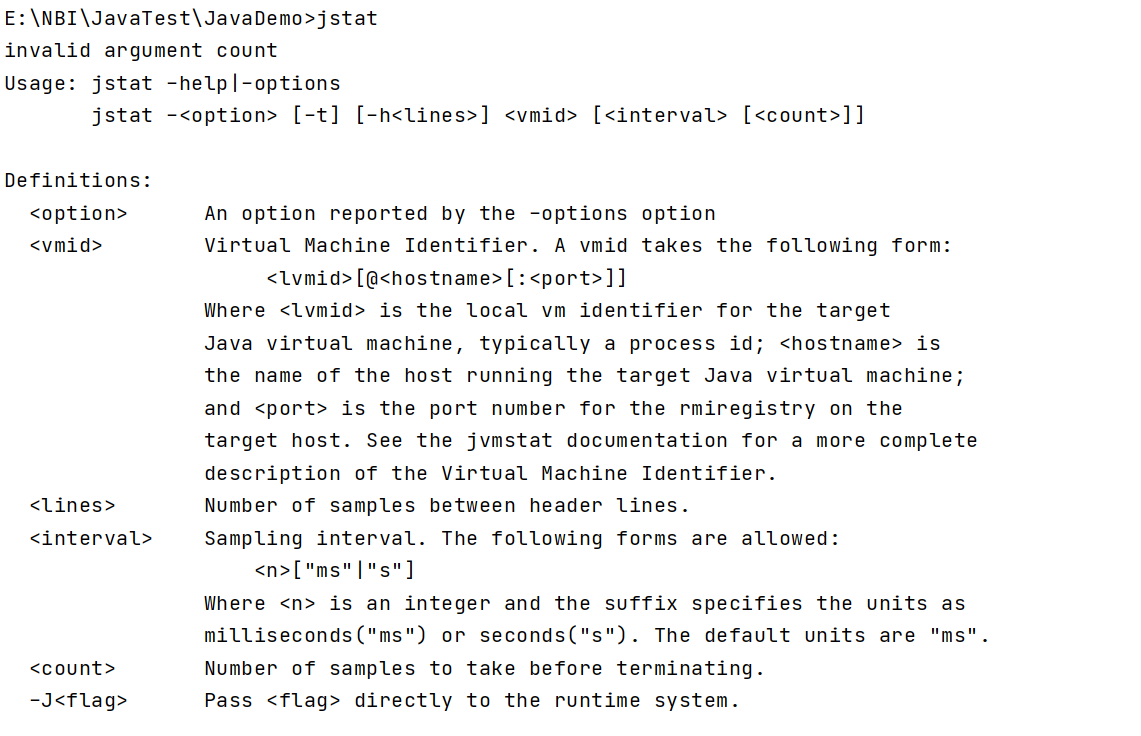 E:\NBI\JavaTest\JavaDemo>jstat
invalid argument count
Usage: jstat -help|-options
       jstat -<option> [-t] [-h<lines>] <vmid> [<interval> [<count>]]

Definitions:
  <option>      An option reported by the -options option
  <vmid>        Virtual Machine Identifier. A vmid takes the following form:
                     <lvmid>[@<hostname>[:<port>]]
                Where <lvmid> is the local vm identifier for the target
                Java virtual machine, typically a process id; <hostname> is
                the name of the host running the target Java virtual machine;
                and <port> is the port number for the rmiregistry on the
                target host. See the jvmstat documentation for a more complete
                description of the Virtual Machine Identifier.
  <lines>       Number of samples between header lines.
  <interval>    Sampling interval. The following forms are allowed:
                    <n>["ms"|"s"]
                Where <n> is an integer and the suffix specifies the units as
                milliseconds("ms") or seconds("s"). The default units are "ms".
  <count>       Number of samples to take before terminating.
  -J<flag>      Pass <flag> directly to the runtime system.